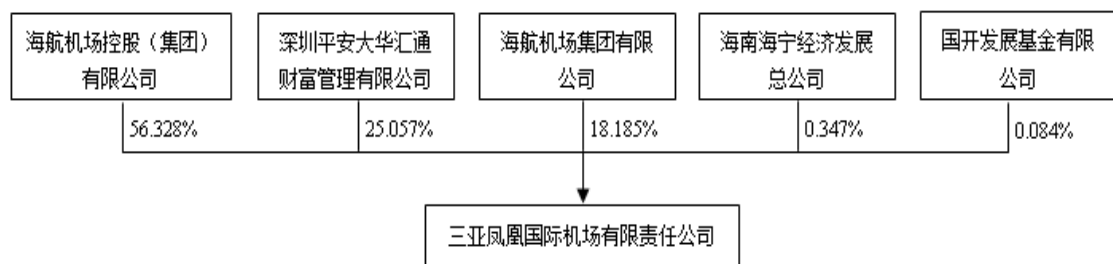 海航机场控股（集团）
有限公司
深圳平安大华汇通
财富管理有限公司
海航机场集团有限
公司
海南海宁经济发展
总公司
国开发展基金有限
公司
56.328%
25.057%
18.185%
0.347%
0.084%
三亚凤凰国际机场有限责任公司